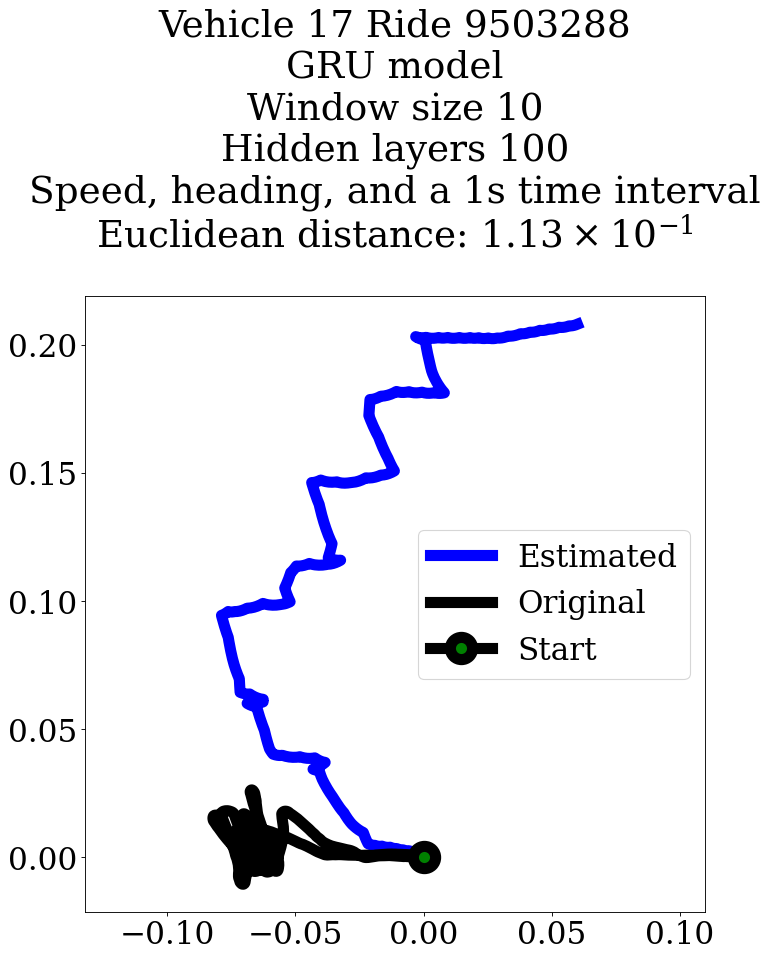 Vehicle 17 Ride 9503288
GRU model
Window size 10
Hidden layers 100
Speed, heading, and a 1s time interval
Euclidean distance: 1.13 × 10⁻¹
0.20
0.15
0.10
0.05
0.00
Estimated
Original
Start
−0.10
−0.05
0.00
0.05
0.10